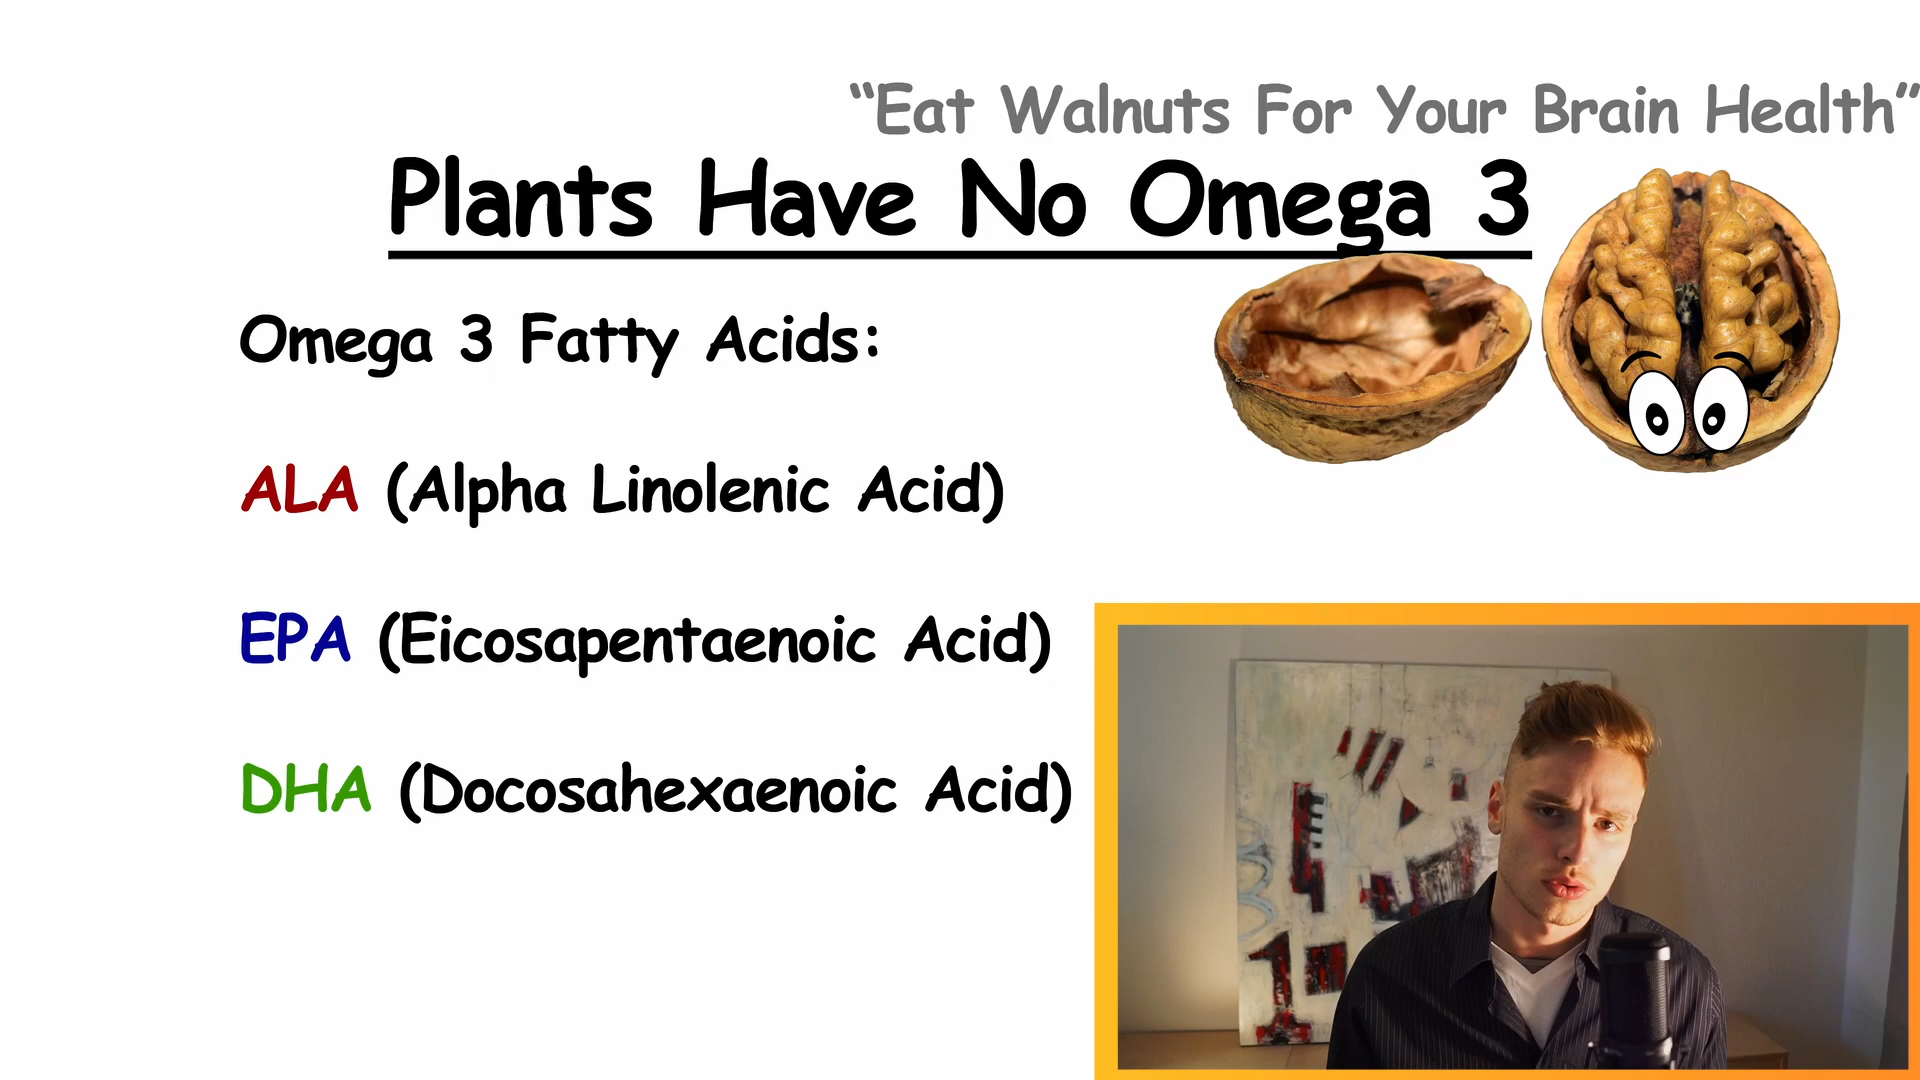 “Eat Walnuts For Your Brain Health”
Plants Have No Omega 3
Omega 3 Fatty Acids:
ALA (Alpha Linolenic Acid)
EPA (Eicosapentaenoic Acid)
DHA (Docosahexaenoic Acid)